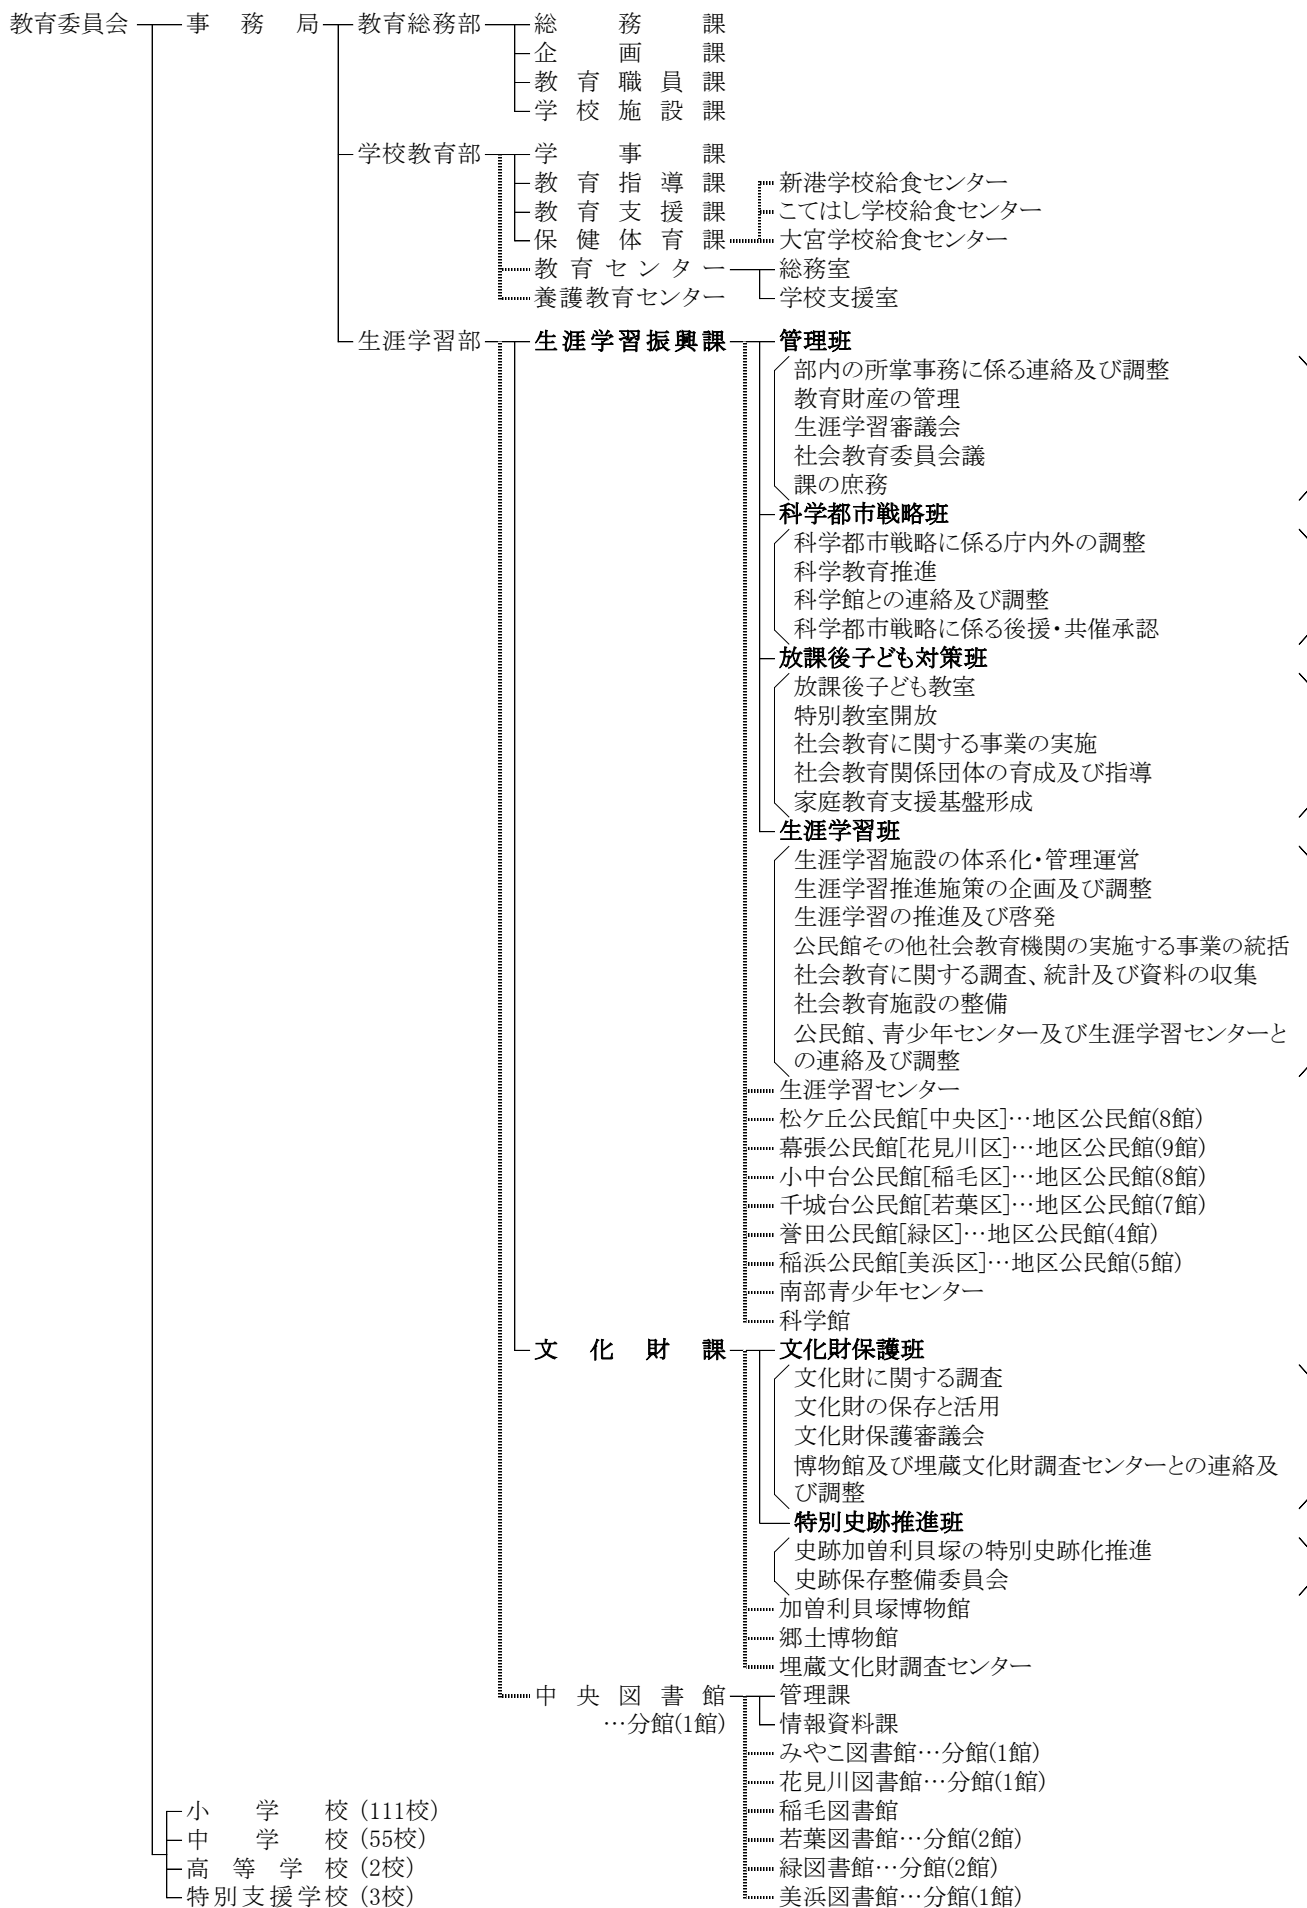 教育委員会 事務局 教育総務部 総務課
企画課
教育職員課
学校施設課
学校教育部 学事課
教育指導課 新港学校給食センター
教育支援課 こてはし学校給食センター
保健体育課 大宮学校給食センター
教育センター 総務室
養護教育センター 学校支援室
生涯学習部 生涯学習振興課 管理班
部内の所掌事務に係る連絡及び調整
教育財産の管理
生涯学習審議会
社会教育委員会議
課の庶務
科学都市戦略班
科学都市戦略に係る庁内外の調整
科学教育推進
科学館との連絡及び調整
科学都市戦略に係る後援・共催承認
放課後子ども対策班
放課後子ども教室
特別教室開放
社会教育に関する事業の実施
社会教育関係団体の育成及び指導
家庭教育支援基盤形成
生涯学習班
生涯学習施設の体系化・管理運営
生涯学習推進施策の企画及び調整
生涯学習の推進及び啓発
公民館その他社会教育機関の実施する事業の統括
社会教育に関する調査、統計及び資料の収集
社会教育施設の整備
公民館、青少年センター及び生涯学習センターと
の連絡及び調整
生涯学習センター
松ケ丘公民館[中央区]…地区公民館(8館)
幕張公民館[花見川区]…地区公民館(9館)
小中台公民館[稲毛区]…地区公民館(8館)
千城台公民館[若葉区]…地区公民館(7館)
誉田公民館[緑区]…地区公民館(4館)
稲浜公民館[美浜区]…地区公民館(5館)
南部青少年センター
科学館
文化財課 文化財保護班
文化財に関する調査
文化財の保存と活用
文化財保護審議会
博物館及び埋蔵文化財調査センターとの連絡及
び調整
特別史跡推進班
史跡加曽利貝塚の特別史跡化推進
史跡保存整備委員会
加曽利貝塚博物館
郷土博物館
埋蔵文化財調査センター
中央図書館 管理課
…分館(1館) 情報資料課
みやこ図書館…分館(1館)
花見川図書館…分館(1館)
小学校 (111校) 稲毛図書館
中学校 (55校) 若葉図書館…分館(2館)
高等学校 (2校) 緑図書館…分館(2館)
特別支援学校 (3校) 美浜図書館…分館(1館)